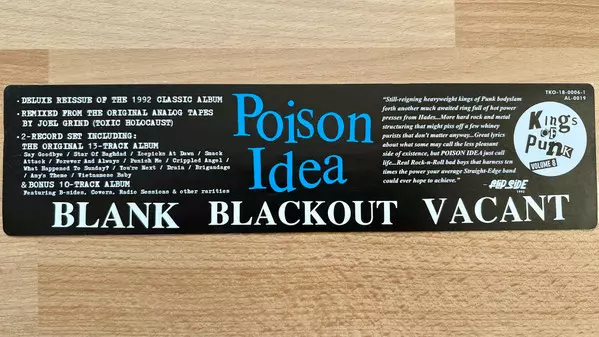 · DELUXE REISSUE OF THE 1992 CLASSIC ALBUM
· REMIXED FROM THE ORIGINAL ANALOG TAPES
BY JOEL GRIND (TOXIC HOLOCAUST)
· 2-RECORD SET INCLUDING:
THE ORIGINAL 13-TRACK ALBUM
Say Goodbye / Star Of Baghdad / Icepicks At Dawn / Smack
Attack / Forever And Always / Punish Me / Crippled Angel /
What Happened To Sunday? / You're Next / Drain / Brigandage
/ Amy's Theme / Vietnamese Baby
& BONUS 10-TRACK ALBUM
Featuring B-sides, Covers, Radio Sessions & other rarities
Poison
Idea
"Still-reigning heavyweight kings of Punk bodyslam
forth another much awaited ring full of hot power
presses from Hades...More hard rock and metal
structuring that might piss off a few whiney
purists that don't matter anyway...Great lyrics
about what some may call the less pleasant
side of existence, but POISON IDEA just call
life...Real Rock-n-Roll bad boys that harness ten
times the power your average Straight-Edge band
could ever hope to achieve."
FLIPSIDE
1992
TKO-18-0006-1
AL-0019
Kings
of
Punk
VOLUME 8
BLANK BLACKOUT VACANT